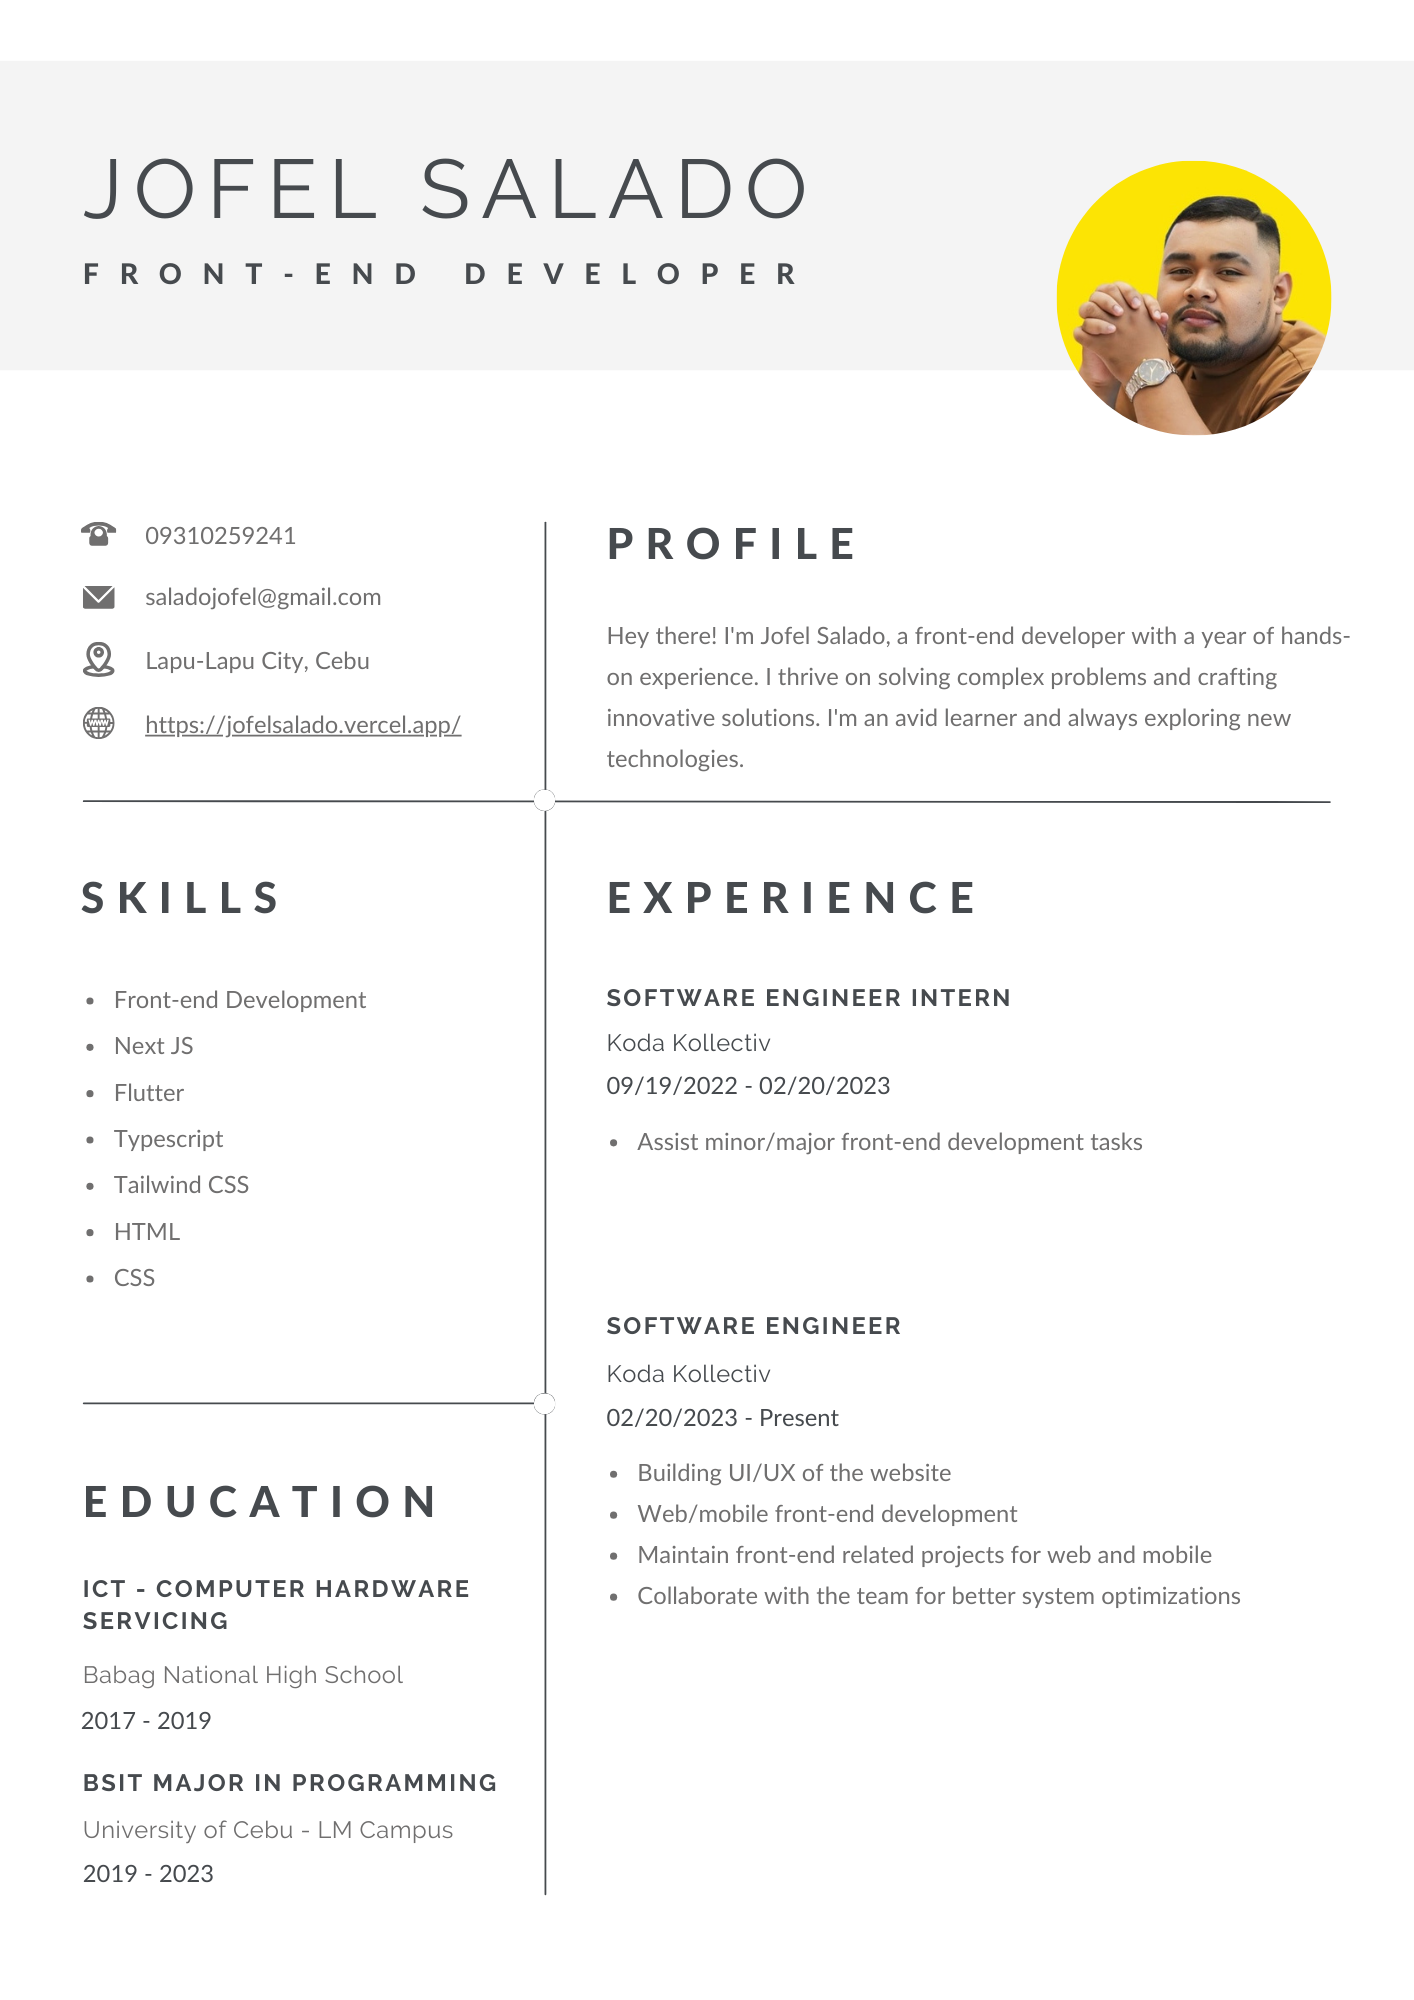 JOFEL SALADO
FRONT-END DEVELOPER
09310259241
saladojofel@gmail.com
Lapu-Lapu City, Cebu
https://jofelsalado.vercel.app/
PROFILE
Hey there! I'm Jofel Salado, a front-end developer with a year of hands-
on experience. I thrive on solving complex problems and crafting
innovative solutions. I'm an avid learner and always exploring new
technologies.
SKILLS
• Front-end Development
• Next JS
• Flutter
• Typescript
• Tailwind CSS
• HTML
• CSS
EDUCATION
ICT - COMPUTER HARDWARE
SERVICING
Babag National High School
2017 - 2019
BSIT MAJOR IN PROGRAMMING
University of Cebu - LM Campus
2019 - 2023
EXPERIENCE
SOFTWARE ENGINEER INTERN
Koda Kollectiv
09/19/2022 - 02/20/2023
• Assist minor/major front-end development tasks
SOFTWARE ENGINEER
Koda Kollectiv
02/20/2023 - Present
• Building UI/UX of the website
• Web/mobile front-end development
• Maintain front-end related projects for web and mobile
• Collaborate with the team for better system optimizations